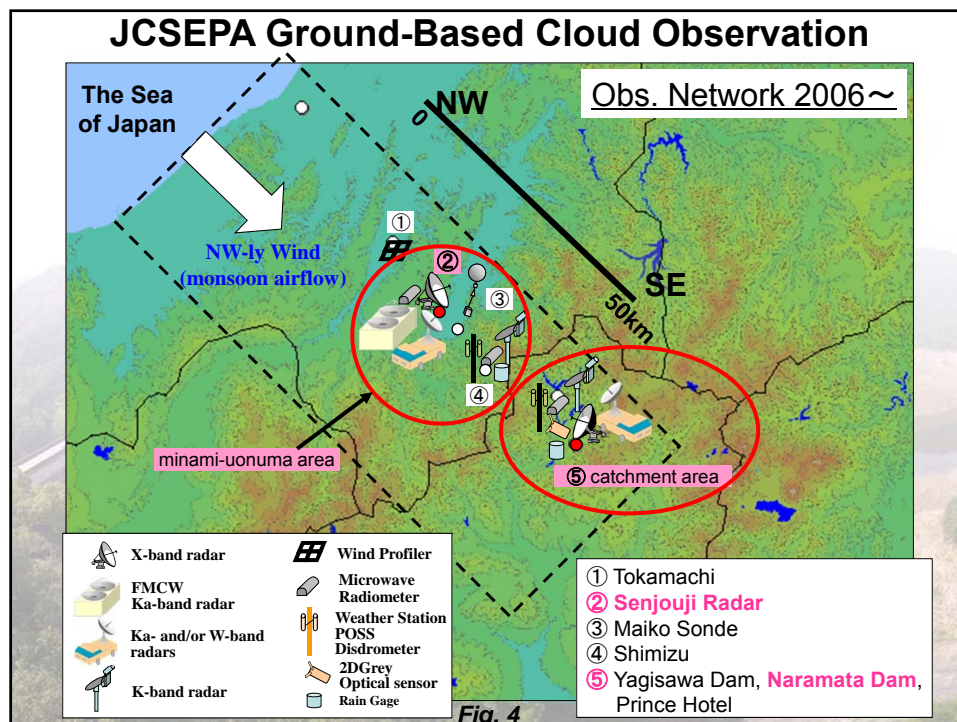 JCSEPA Ground-Based Cloud Observation
The Sea
of Japan
NW
0
Obs. Network 2006～
NW-ly Wind
(monsoon airflow)
①
②
③
SE
50km
④
minami-uonuma area
⑤ catchment area
X-band radar
FMCW
Ka-band radar
Ka- and/or W-band
radars
K-band radar
Wind Profiler
Microwave
Radiometer
Weather Station
POSS
Disdrometer
2DGrey
Optical sensor
Rain Gage
① Tokamachi
② Senjouji Radar
③ Maiko Sonde
④ Shimizu
⑤ Yagisawa Dam, Naramata Dam,
Prince Hotel
Fig. 4